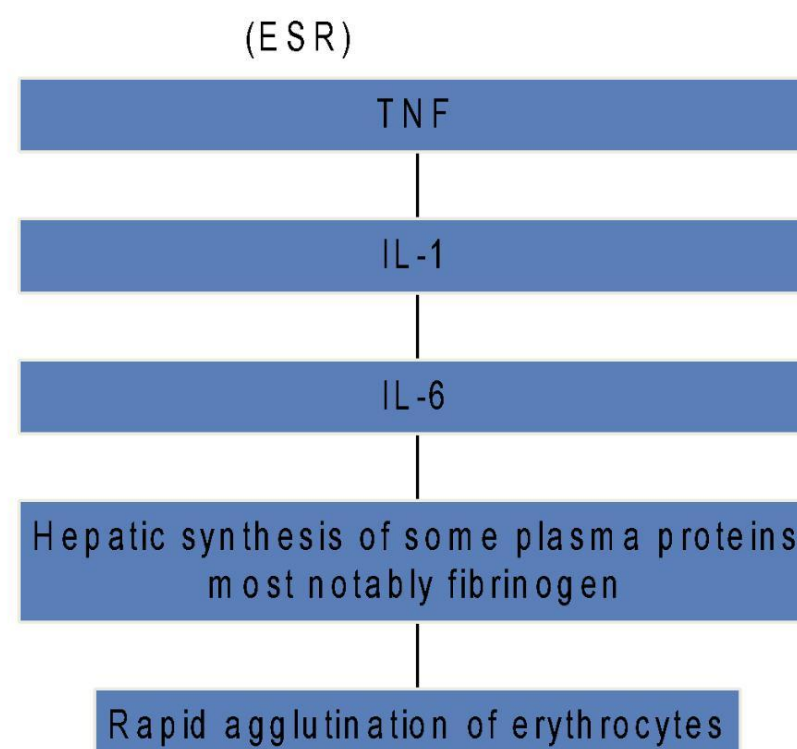 (ESR)
TNF
IL-1
IL-6
Hepatic synthesis of some plasma proteins
most notably fibrinogen
Rapid agglutination of erythrocytes